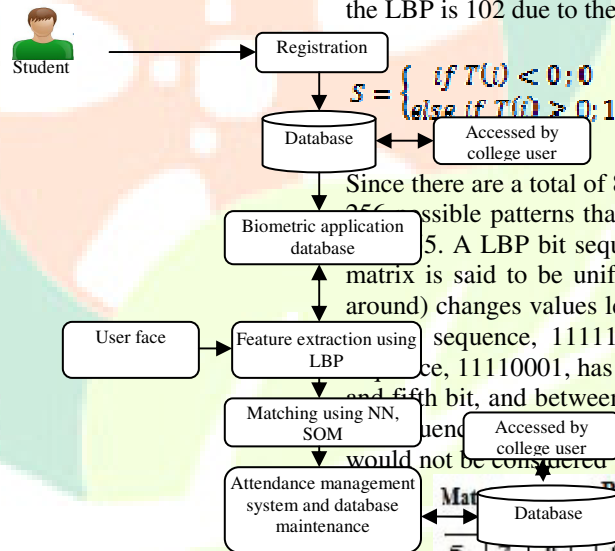 the LBP is 102 due to the
Student
Registration
S = { if T(i) < 0; 0
else if T(i) ≥ 0; 1
Database
Accessed by
college user
Since there are a total of
possible patterns tha
Biometric application
database
5. A LBP bit sequ
matrix is said to be unif
around) changes values le
User face
Feature extraction using
LBP
sequence, 11111
ce, 11110001, has
and fifth bit, and between
Matching using NN,
SOM
uenc
Accessed by
college user
would not be considered
Attendance management
system and database
maintenance
Mat
Database